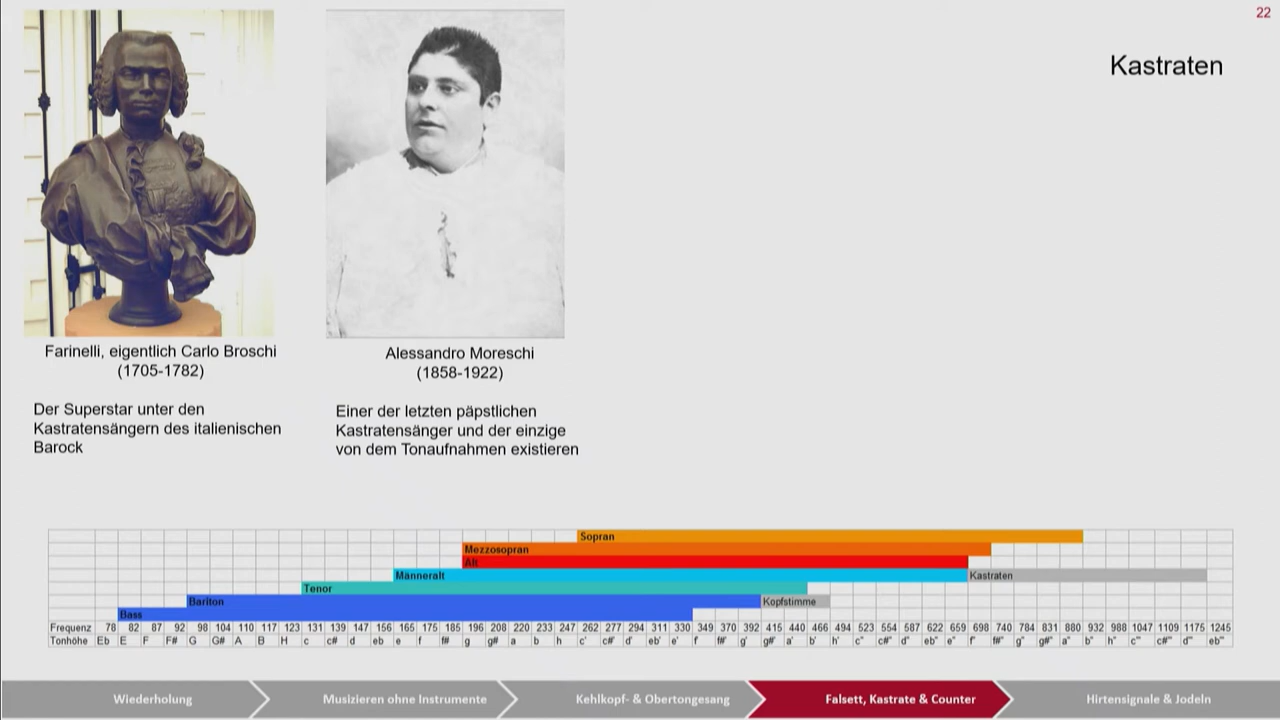 22
Kastraten
Farinelli, eigentlich Carlo Broschi
(1705-1782)
Der Superstar unter den
Kastratensängern des italienischen
Barock
Alessandro Moreschi
(1858-1922)
Einer der letzten päpstlichen
Kastratensänger und der einzige
von dem Tonaufnahmen existieren
Sopran
Mezzosopran
Alt
Männeralt Kastraten
Tenor
Bariton Kopfstimme
Bass
Frequenz 78 82 87 92 98 104 110 117 123 131 139 147 156 165 175 185 196 208 220 233 247 262 277 294 311 330 349 370 392 415 440 466 494 523 554 587 622 659 698 740 784 831 880 932 988 1047 1109 1175 1245
Tonhöhe Eb E F F# G G# A B H c c# d eb e f f# g g# a b h c' c#' d' eb' e' f' f#' g' g#' a' b' h' c'' c#'' d'' eb'' e'' f'' f#'' g'' g#'' a'' b'' h'' c''' c#''' d''' eb'''
Wiederholung
Musizieren ohne Instrumente
Kehlkopf- & Obertongesang
Falsett, Kastrate & Counter
Hirtensignale & Jodeln